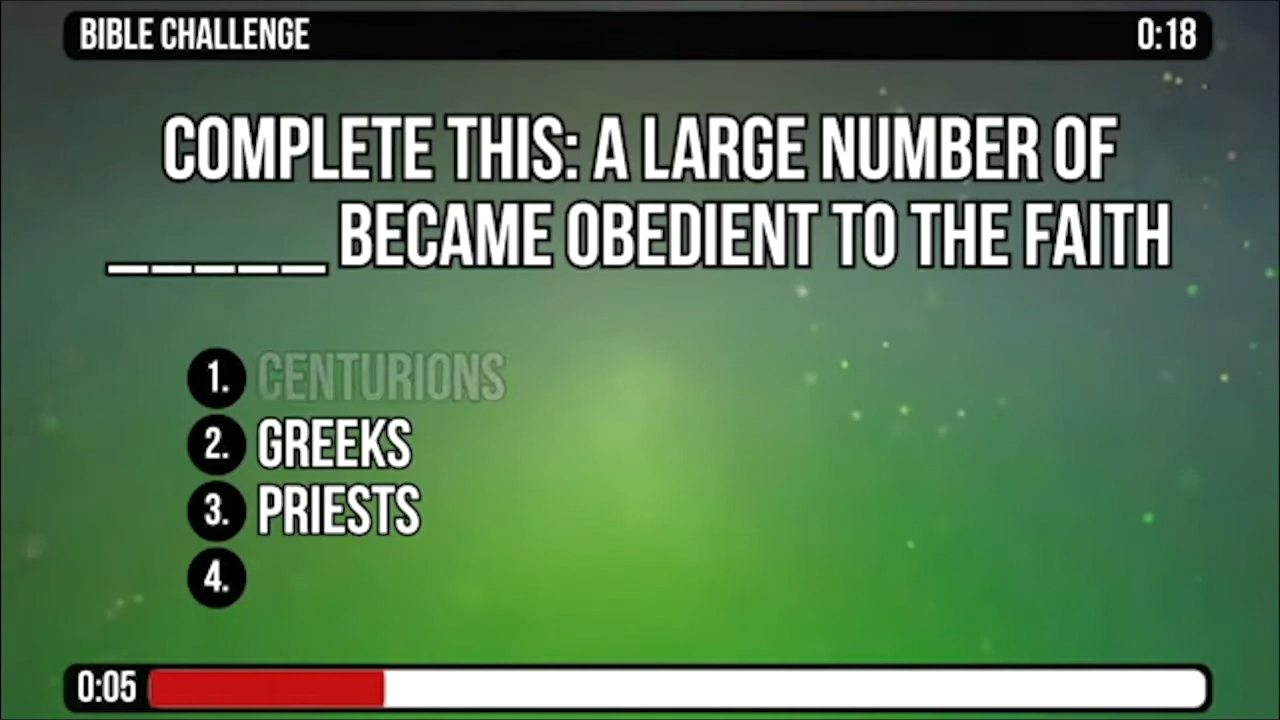 BIBLE CHALLENGE 0:18
COMPLETE THIS: A LARGE NUMBER OF
_____ BECAME OBEDIENT TO THE FAITH
1. CENTURIONS
2. GREEKS
3. PRIESTS
4.
0:05